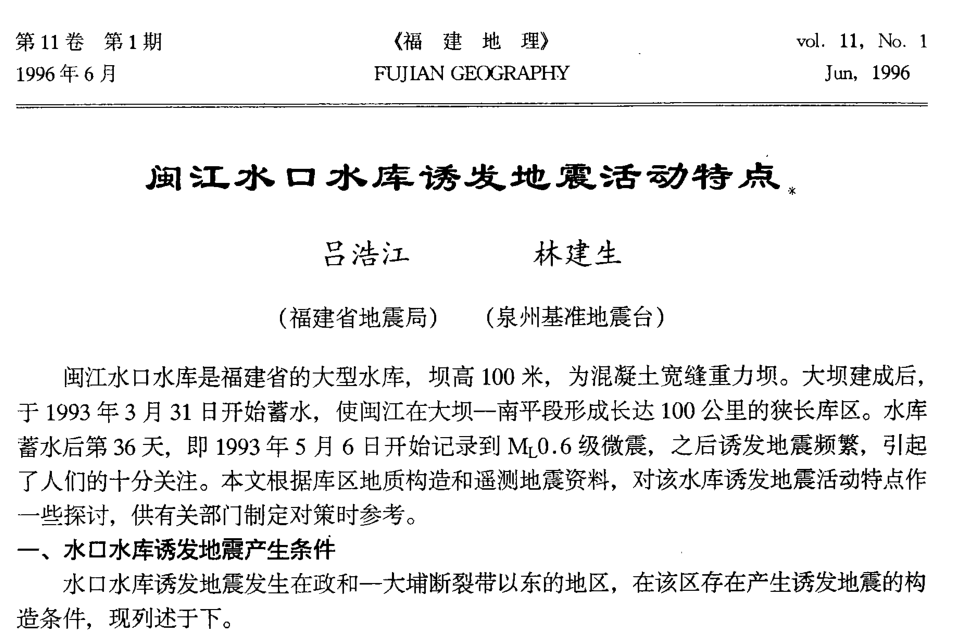 第11卷 第1期 《福建地理》 vol. 11, No. 1
1996年6月 FUJIAN GEOGRAPHY Jun, 1996
闽江水口水库诱发地震活动特点*
吕浩江 林建生
(福建省地震局) (泉州基准地震台)
闽江水口水库是福建省的大型水库,坝高100米,为混凝土宽缝重力坝。大坝建成后,
于1993年3月31日开始蓄水,使闽江在大坝—南平段形成长达100公里的狭长库区。水库
蓄水后第36天,即1993年5月6日开始记录到ML0.6级微震,之后诱发地震频繁,引起
了人们的十分关注。本文根据库区地质构造和遥测地震资料,对该水库诱发地震活动特点作
一些探讨,供有关部门制定对策时参考。
一、水口水库诱发地震产生条件
水口水库诱发地震发生在政和—大埔断裂带以东的地区,在该区存在产生诱发地震的构
造条件,现列述于下。